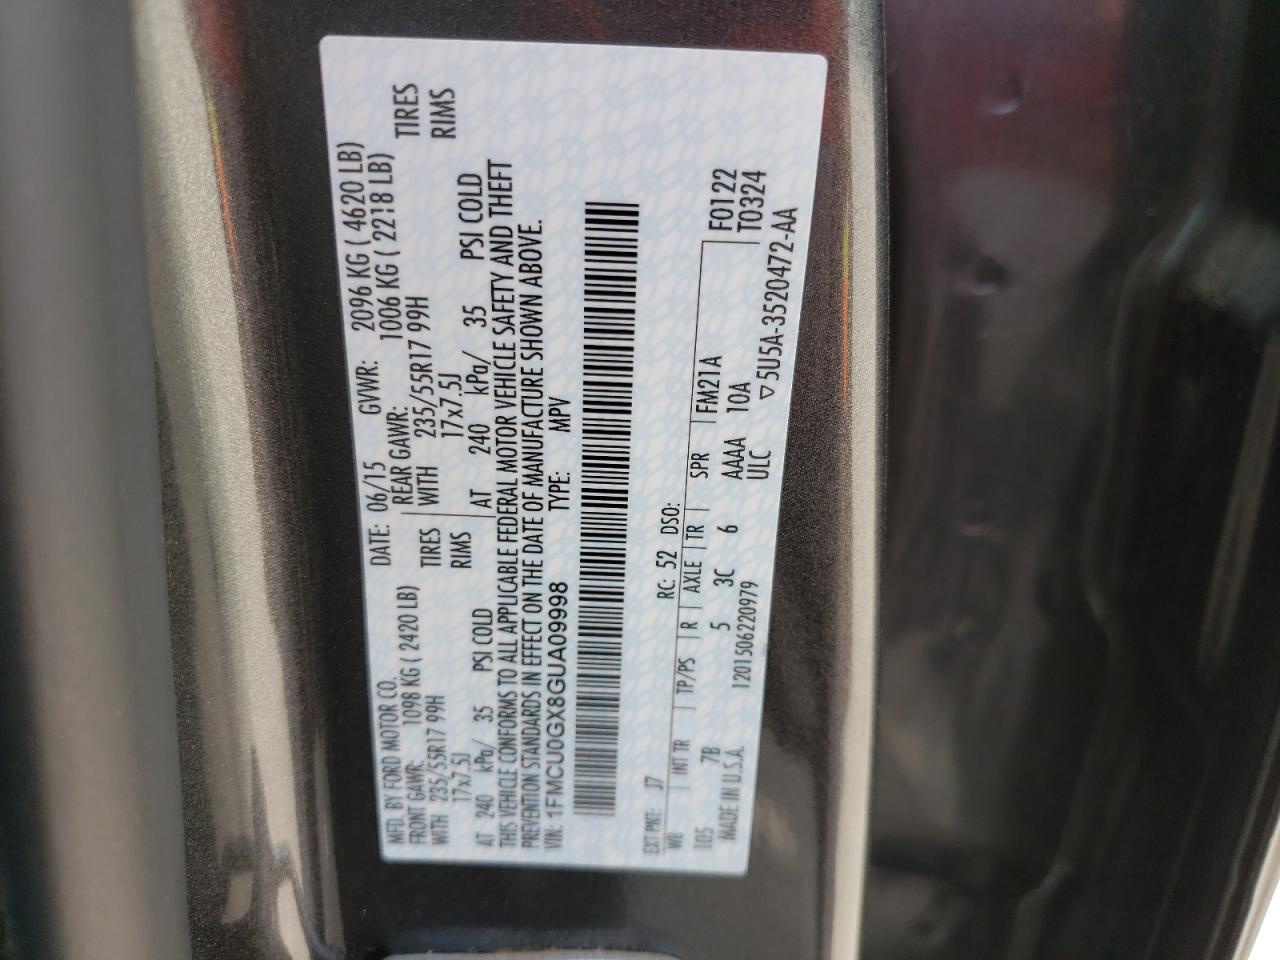 MFD. BY FORD MOTOR CO. DATE: 06/15 GVWR: 2096 KG ( 4620 LB)
FRONT GAWR: 1098 KG ( 2420 LB) REAR GAWR: 1006 KG ( 2218 LB)
WITH 235/55R17 99H TIRES WITH 235/55R17 99H TIRES
17x7.5J RIMS 17x7.5J RIMS
AT 240 kPa/ 35 PSI COLD AT 240 kPa/ 35 PSI COLD
THIS VEHICLE CONFORMS TO ALL APPLICABLE FEDERAL MOTOR VEHICLE SAFETY AND THEFT
PREVENTION STANDARDS IN EFFECT ON THE DATE OF MANUFACTURE SHOWN ABOVE.
VIN: 1FMCU0GX8GUA09998 TYPE: MPV
EXT PNT: J7 RC: 52 DSO:
WB INT TR TP/PS R AXLE TR SPR FM21A F0122
105 7B 5 3C 6 AAAA 10A T0324
MADE IN U.S.A. 1201506220979 ULC ▽5U5A-3520472-AA